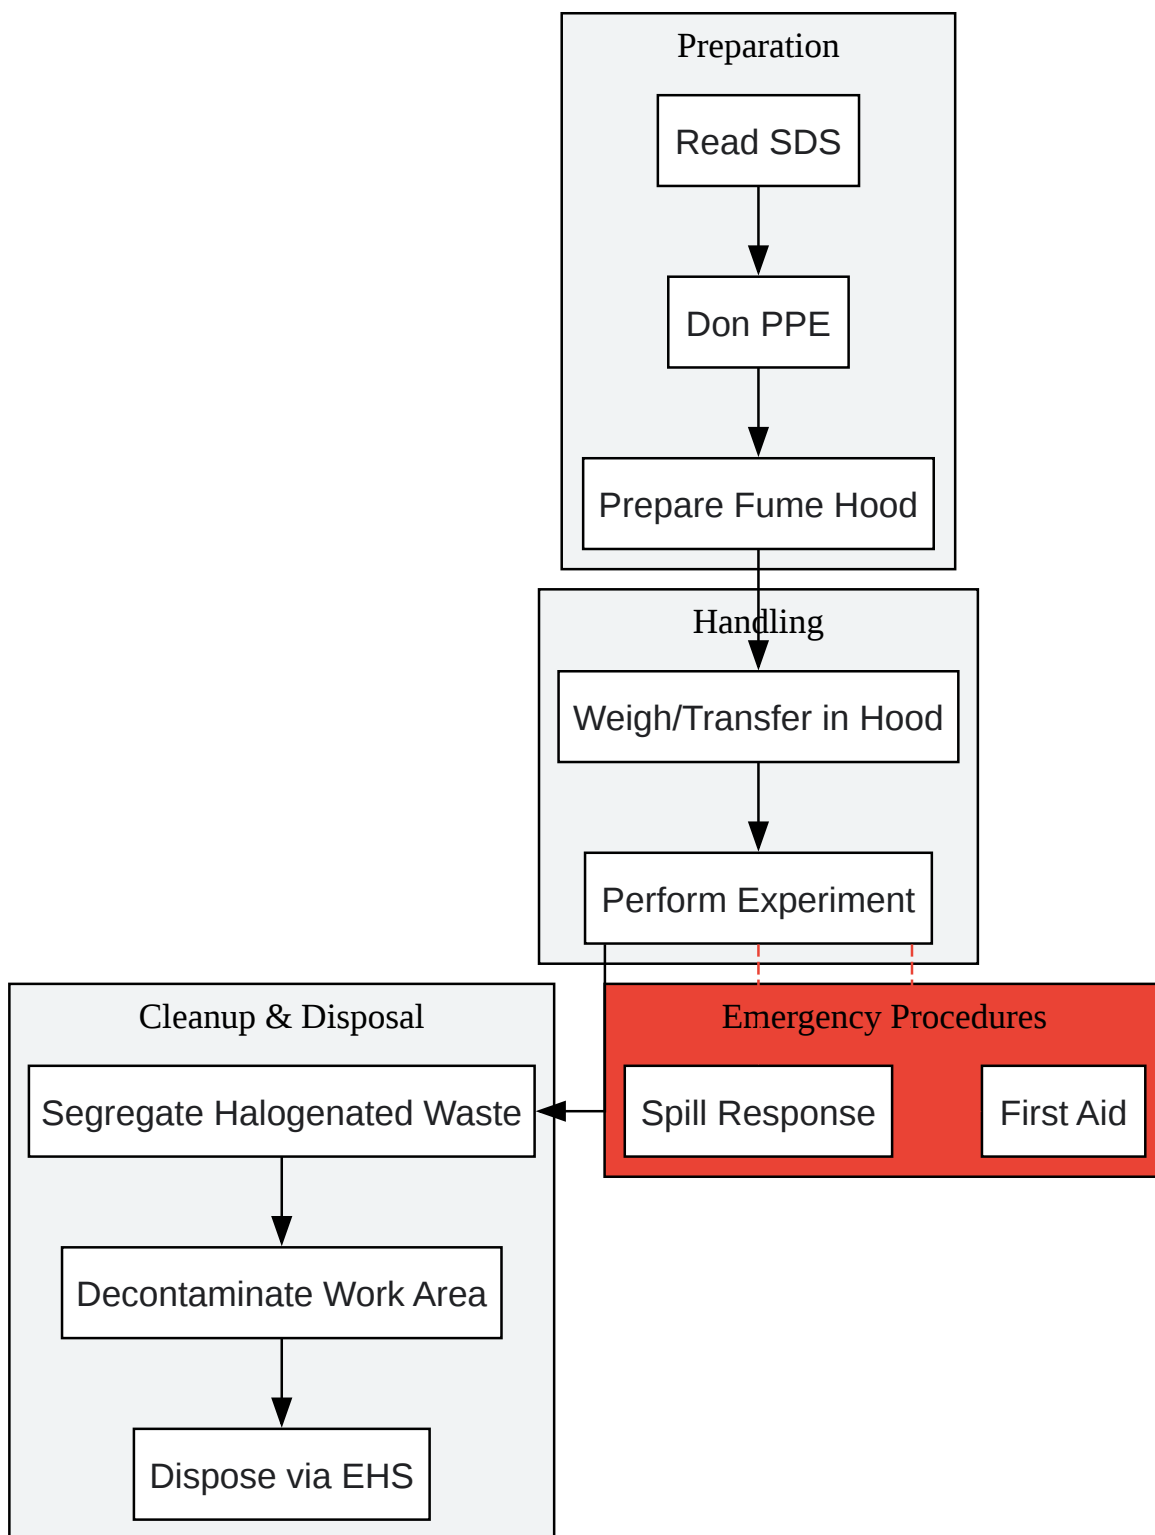 Preparation
Read SDS
Don PPE
Prepare Fume Hood
Handling
Weigh/Transfer in Hood
Perform Experiment
Cleanup & Disposal
Segregate Halogenated Waste
Decontaminate Work Area
Dispose via EHS
Emergency Procedures
Spill Response
First Aid